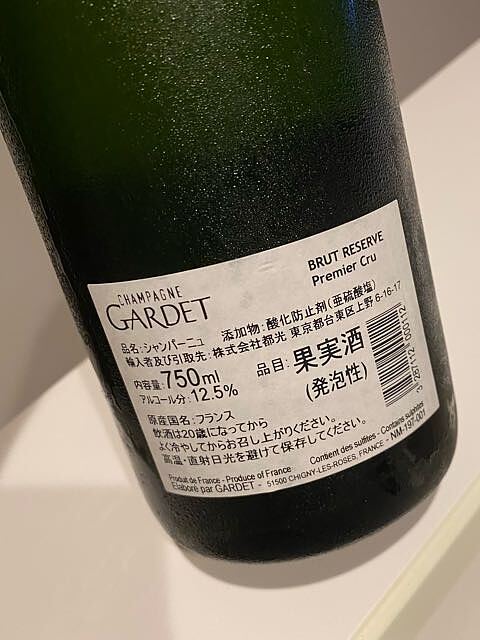 CHAMPAGNE
GARDET
BRUT RESERVE
Premier Cru
品名:シャンパーニュ 添加物:酸化防止剤(亜硫酸塩)
輸入者及び引取先:株式会社都光 東京都台東区上野6-16-17
内容量:750ml
アルコール分:12.5%
品目:果実酒
(発泡性)
原産国名:フランス
飲酒は20歳になってから
よく冷やしてからお召し上がりください。
高温・直射日光を避けて保存してください。
Contient des sulfites - Contains sulphites
Produit de France - Produce of France
Elaboré par GARDET - 51500 CHIGNY-LES-ROSES, FRANCE - NM-197-001